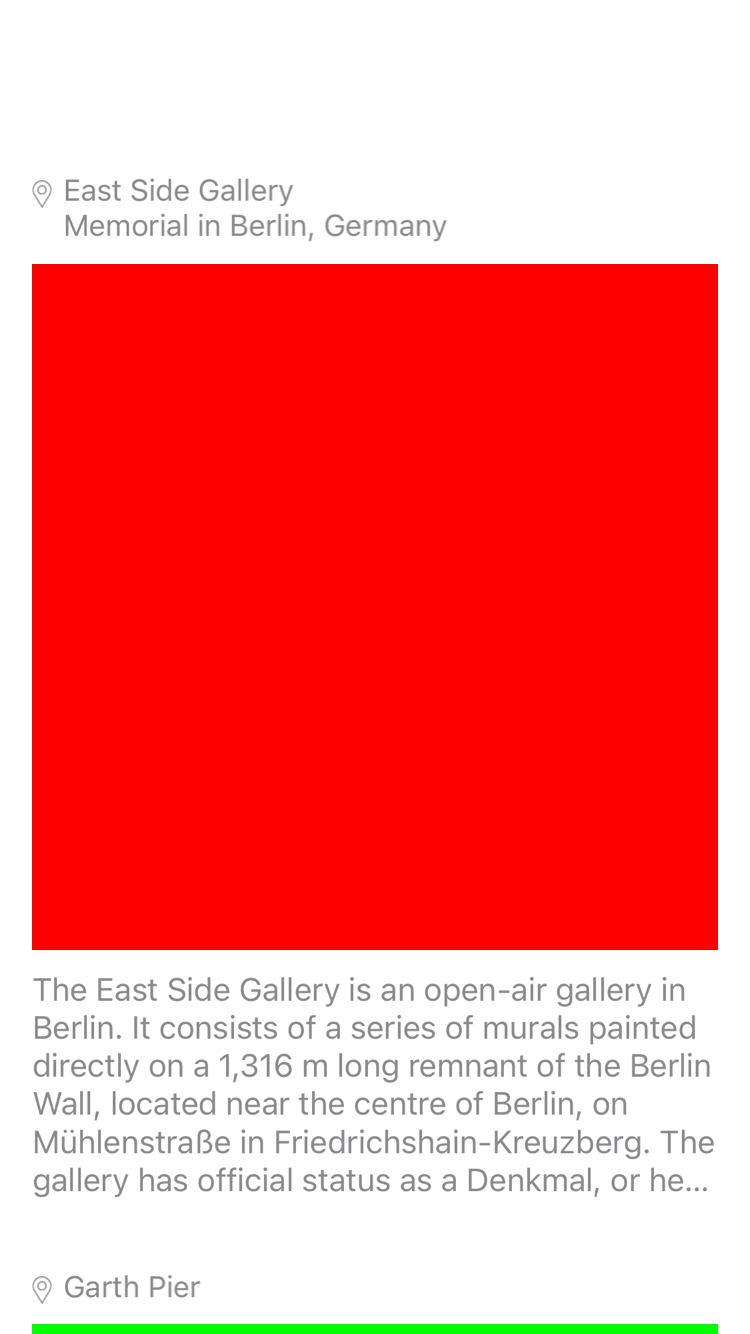 East Side Gallery
Memorial in Berlin, Germany
The East Side Gallery is an open-air gallery in
Berlin. It consists of a series of murals painted
directly on a 1,316 m long remnant of the Berlin
Wall, located near the centre of Berlin, on
Mühlenstraße in Friedrichshain-Kreuzberg. The
gallery has official status as a Denkmal, or he...
Garth Pier